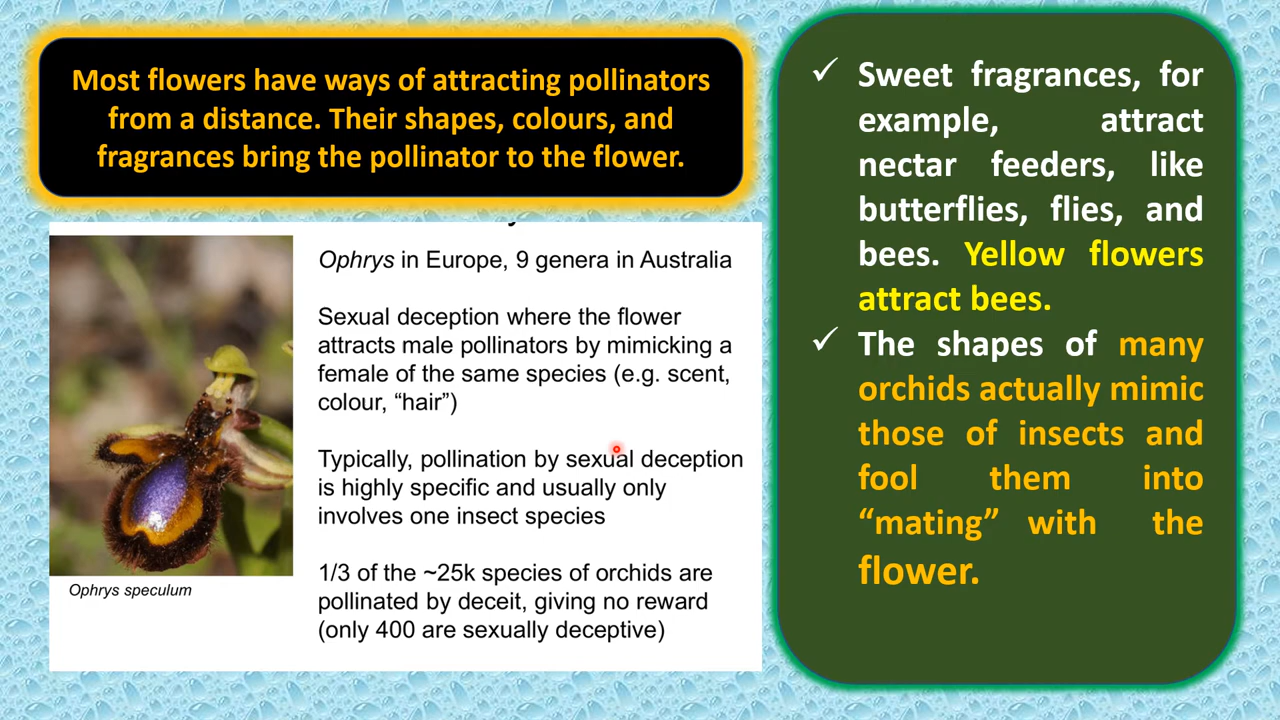 Most flowers have ways of attracting pollinators
from a distance. Their shapes, colours, and
fragrances bring the pollinator to the flower.
Ophrys in Europe, 9 genera in Australia
Sexual deception where the flower
attracts male pollinators by mimicking a
female of the same species (e.g. scent,
colour, “hair”)
Typically, pollination by sexual deception
is highly specific and usually only
involves one insect species
1/3 of the ~25k species of orchids are
pollinated by deceit, giving no reward
(only 400 are sexually deceptive)
Ophrys speculum
✓ Sweet fragrances, for
example, attract
nectar feeders, like
butterflies, flies, and
bees. Yellow flowers
attract bees.
✓ The shapes of many
orchids actually mimic
those of insects and
fool them into
“mating” with the
flower.